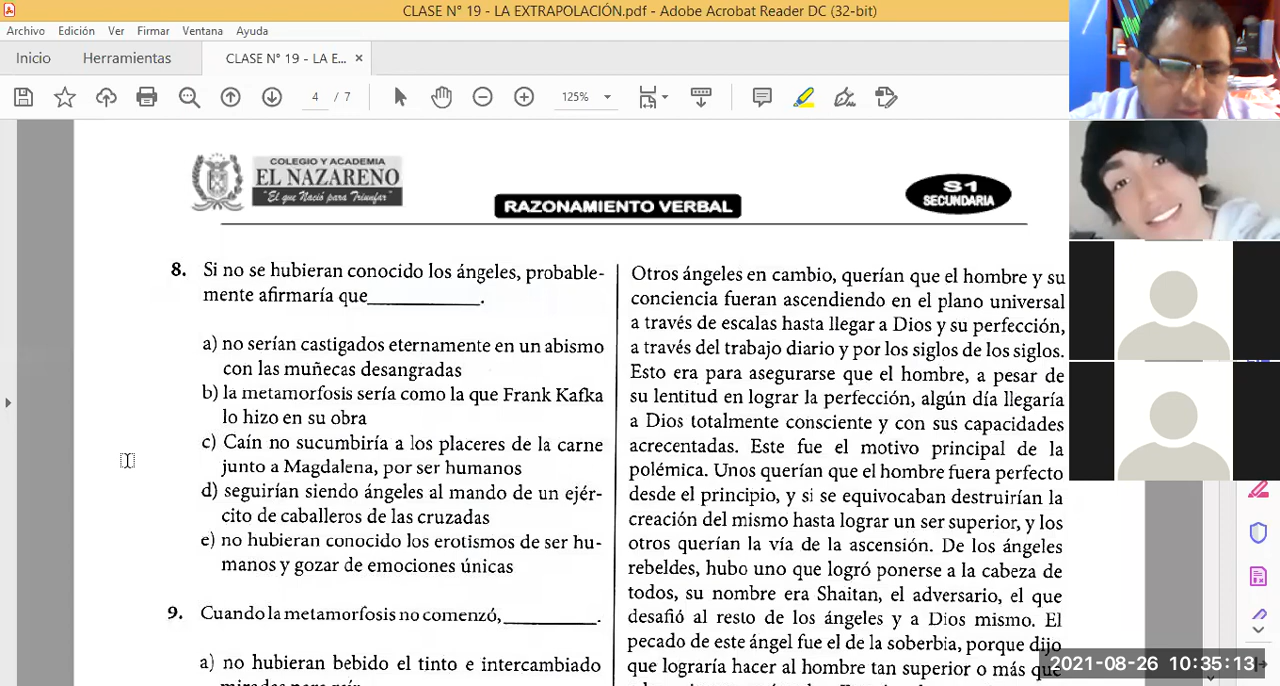 CLASE N° 19 - LA EXTRAPOLACIÓN.pdf - Adobe Acrobat Reader DC (32-bit)
Archivo Edición Ver Firmar Ventana Ayuda
Inicio Herramientas CLASE N° 19 - LA E... ×
4 / 7 125%
COLEGIO Y ACADEMIA
EL NAZARENO
"El que Nació para Triunfar"
RAZONAMIENTO VERBAL
S1
SECUNDARIA
8. Si no se hubieran conocido los ángeles, probable-
mente afirmaría que____________.
a) no serían castigados eternamente en un abismo
con las muñecas desangradas
b) la metamorfosis sería como la que Frank Kafka
lo hizo en su obra
c) Caín no sucumbiría a los placeres de la carne
junto a Magdalena, por ser humanos
d) seguirían siendo ángeles al mando de un ejér-
cito de caballeros de las cruzadas
e) no hubieran conocido los erotismos de ser hu-
manos y gozar de emociones únicas
9. Cuando la metamorfosis no comenzó,__________.
a) no hubieran bebido el tinto e intercambiado
Otros ángeles en cambio, querían que el hombre y su
conciencia fueran ascendiendo en el plano universal
a través de escalas hasta llegar a Dios y su perfección,
a través del trabajo diario y por los siglos de los siglos.
Esto era para asegurarse que el hombre, a pesar de
su lentitud en lograr la perfección, algún día llegaría
a Dios totalmente consciente y con sus capacidades
acrecentadas. Este fue el motivo principal de la
polémica. Unos querían que el hombre fuera perfecto
desde el principio, y si se equivocaban destruirían la
creación del mismo hasta lograr un ser superior, y los
otros querían la vía de la ascensión. De los ángeles
rebeldes, hubo uno que logró ponerse a la cabeza de
todos, su nombre era Shaitan, el adversario, el que
desafió al resto de los ángeles y a Dios mismo. El
pecado de este ángel fue el de la soberbia, porque dijo
que lograría hacer al hombre tan superior o más que
2021-08-26 10:35:13